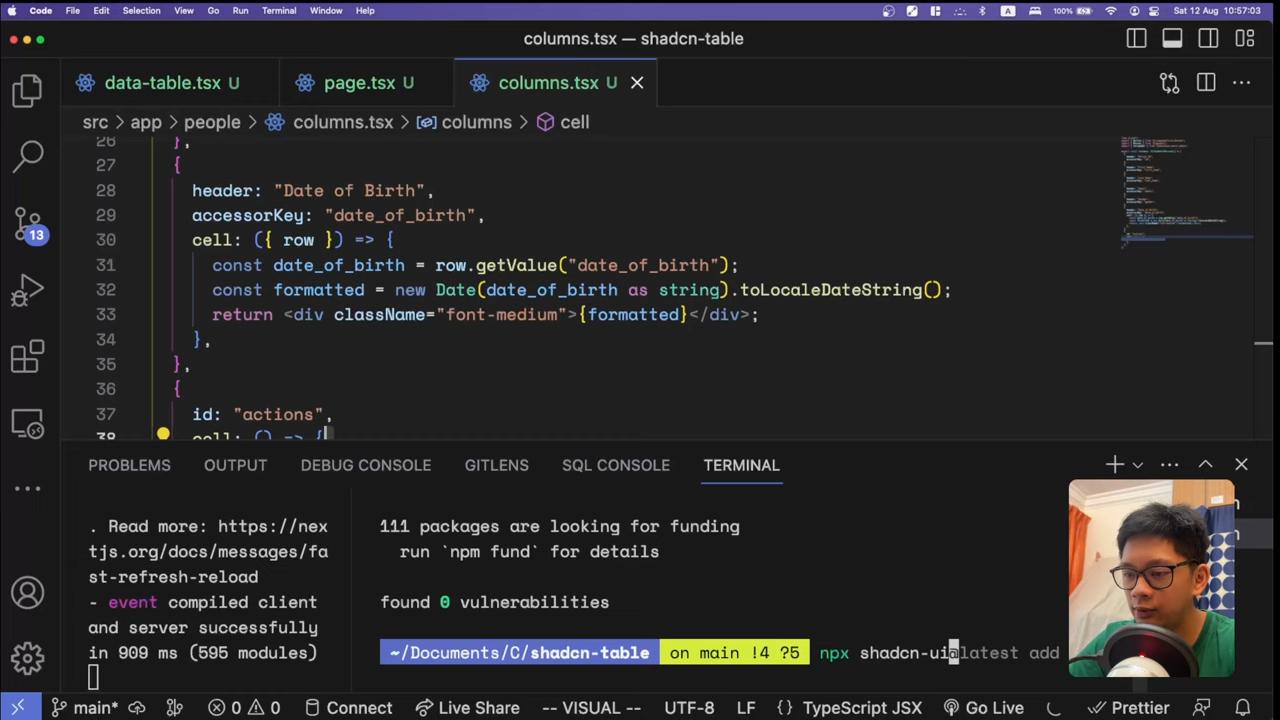 Code File Edit Selection View Go Run Terminal Window Help A 100% Sat 12 Aug 10:57:03
columns.tsx — shadcn-table
data-table.tsx U page.tsx U columns.tsx U
src > app > people > columns.tsx > columns > cell
26 },
27 {
28 header: "Date of Birth",
29 accessorKey: "date_of_birth",
30 cell: ({ row }) => {
31 const date_of_birth = row.getValue("date_of_birth");
32 const formatted = new Date(date_of_birth as string).toLocaleDateString();
33 return <div className="font-medium">{formatted}</div>;
34 },
35 },
36 {
37 id: "actions",
38 cell: () => {
13
PROBLEMS OUTPUT DEBUG CONSOLE GITLENS SQL CONSOLE TERMINAL
. Read more: https://nex
tjs.org/docs/messages/fa
st-refresh-reload
- event compiled client
and server successfully
in 909 ms (595 modules)
111 packages are looking for funding
run `npm fund` for details
found 0 vulnerabilities
~/Documents/C/shadcn-table on main !4 ?5 npx shadcn-ui@latest add
main* 0 0 Connect Live Share -- VISUAL -- UTF-8 LF {} TypeScript JSX Go Live Prettier